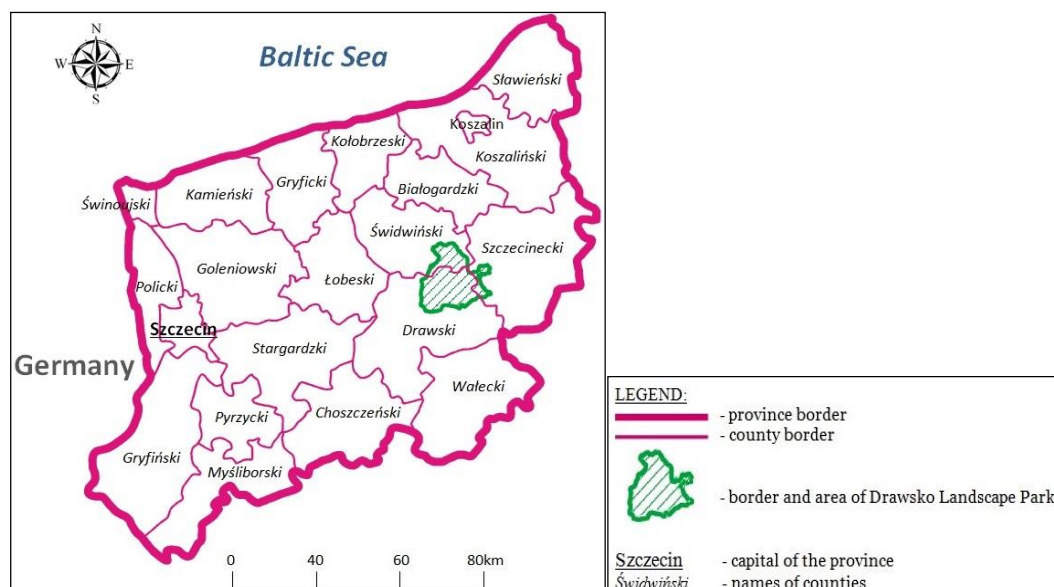 N
W E
S
Baltic Sea
Sławieński
Koszalin
Kołobrzeski
Koszaliński
Białogardzki
Gryficki
Kamieński
Świnoujski
Świdwiński
Szczecinecki
Goleniowski
Łobeski
Policki
Szczecin
Drawski
Stargardzki
Germany
Wałecki
Pyrzycki
Choszczeński
Gryfiński
Myśliborski
0 40 60 80km
LEGEND:
- province border
- county border
- border and area of Drawsko Landscape Park
Szczecin - capital of the province
Świdwiński - names of counties